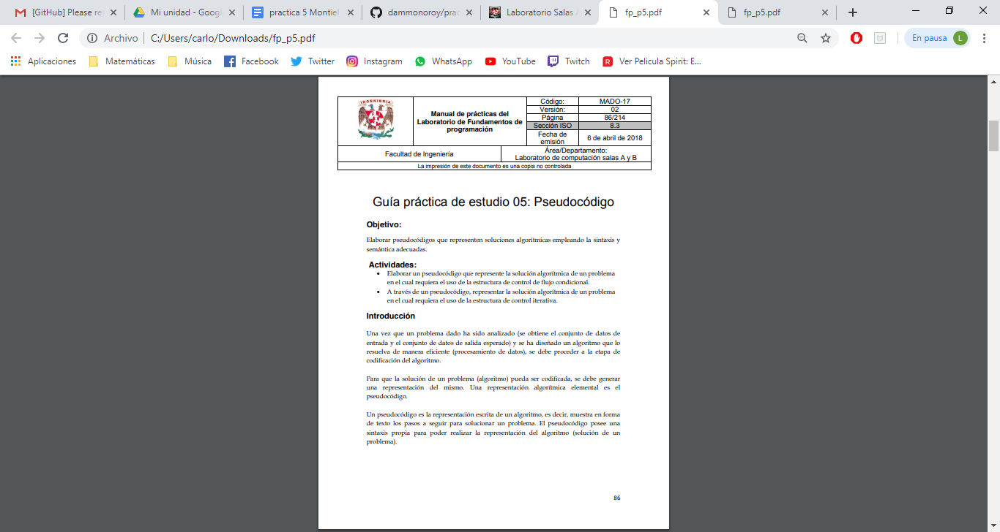 [GitHub] Please re
Mi unidad - Goog
practica 5 Montiel
dammonoroy/prac
Laboratorio Salas A
fp_p5.pdf
fp_p5.pdf
Archivo C:/Users/carlo/Downloads/fp_p5.pdf En pausa L
Aplicaciones Matemáticas Música Facebook Twitter Instagram WhatsApp YouTube Twitch Ver Pelicula Spirit: E...
INGENIERIA
Manual de prácticas del
Laboratorio de Fundamentos de
programación
Código: MADO-17
Versión: 02
Página 86/214
Sección ISO 8.3
Fecha de
emisión 6 de abril de 2018
Facultad de Ingeniería
Área/Departamento:
Laboratorio de computación salas A y B
La impresión de este documento es una copia no controlada
Guía práctica de estudio 05: Pseudocódigo
Objetivo:
Elaborar pseudocódigos que representen soluciones algorítmicas empleando la sintaxis y
semántica adecuadas.
Actividades:
• Elaborar un pseudocódigo que represente la solución algorítmica de un problema
en el cual requiera el uso de la estructura de control de flujo condicional.
• A través de un pseudocódigo, representar la solución algorítmica de un problema
en el cual requiera el uso de la estructura de control iterativa.
Introducción
Una vez que un problema dado ha sido analizado (se obtiene el conjunto de datos de
entrada y el conjunto de datos de salida esperado) y se ha diseñado un algoritmo que lo
resuelva de manera eficiente (procesamiento de datos), se debe proceder a la etapa de
codificación del algoritmo.
Para que la solución de un problema (algoritmo) pueda ser codificada, se debe generar
una representación del mismo. Una representación algorítmica elemental es el
pseudocódigo.
Un pseudocódigo es la representación escrita de un algoritmo, es decir, muestra en forma
de texto los pasos a seguir para solucionar un problema. El pseudocódigo posee una
sintaxis propia para poder realizar la representación del algoritmo (solución de un
problema).
86